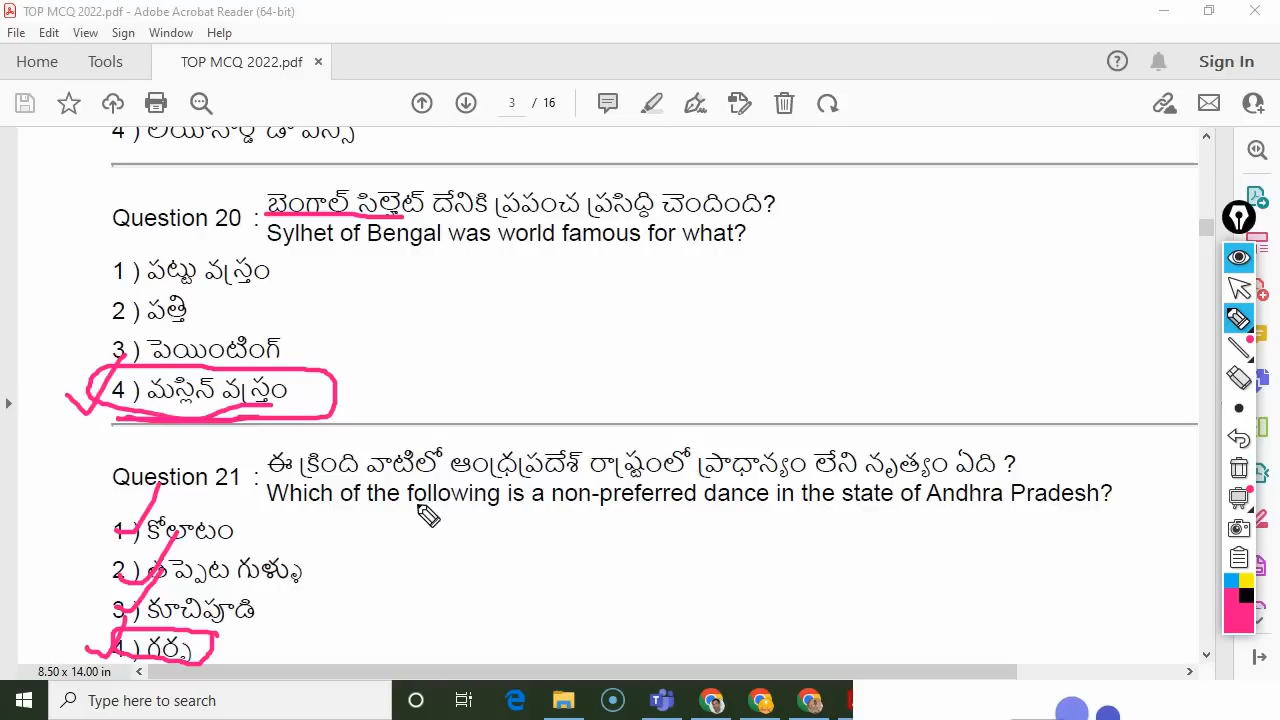 TOP MCQ 2022.pdf - Adobe Acrobat Reader (64-bit)
File Edit View Sign Window Help
Home Tools TOP MCQ 2022.pdf × Sign In
3 / 16
Question 20 : బెంగాల్ సిల్హెట్ దేనికి ప్రపంచ ప్రసిద్ధి చెందింది?
Sylhet of Bengal was world famous for what?
1 ) పట్టు వస్త్రం
2 ) పత్తి
3 ) పెయింటింగ్
4 ) మస్లిన్ వస్త్రం
Question 21 : ఈ క్రింది వాటిలో ఆంధ్రప్రదేశ్ రాష్ట్రంలో ప్రాధాన్యం లేని నృత్యం ఏది ?
Which of the following is a non-preferred dance in the state of Andhra Pradesh?
1 ) కోలాటం
2 ) తప్పెట గుళ్ళు
3 ) కూచిపూడి
4 )
8.50 x 14.00 in
Type here to search